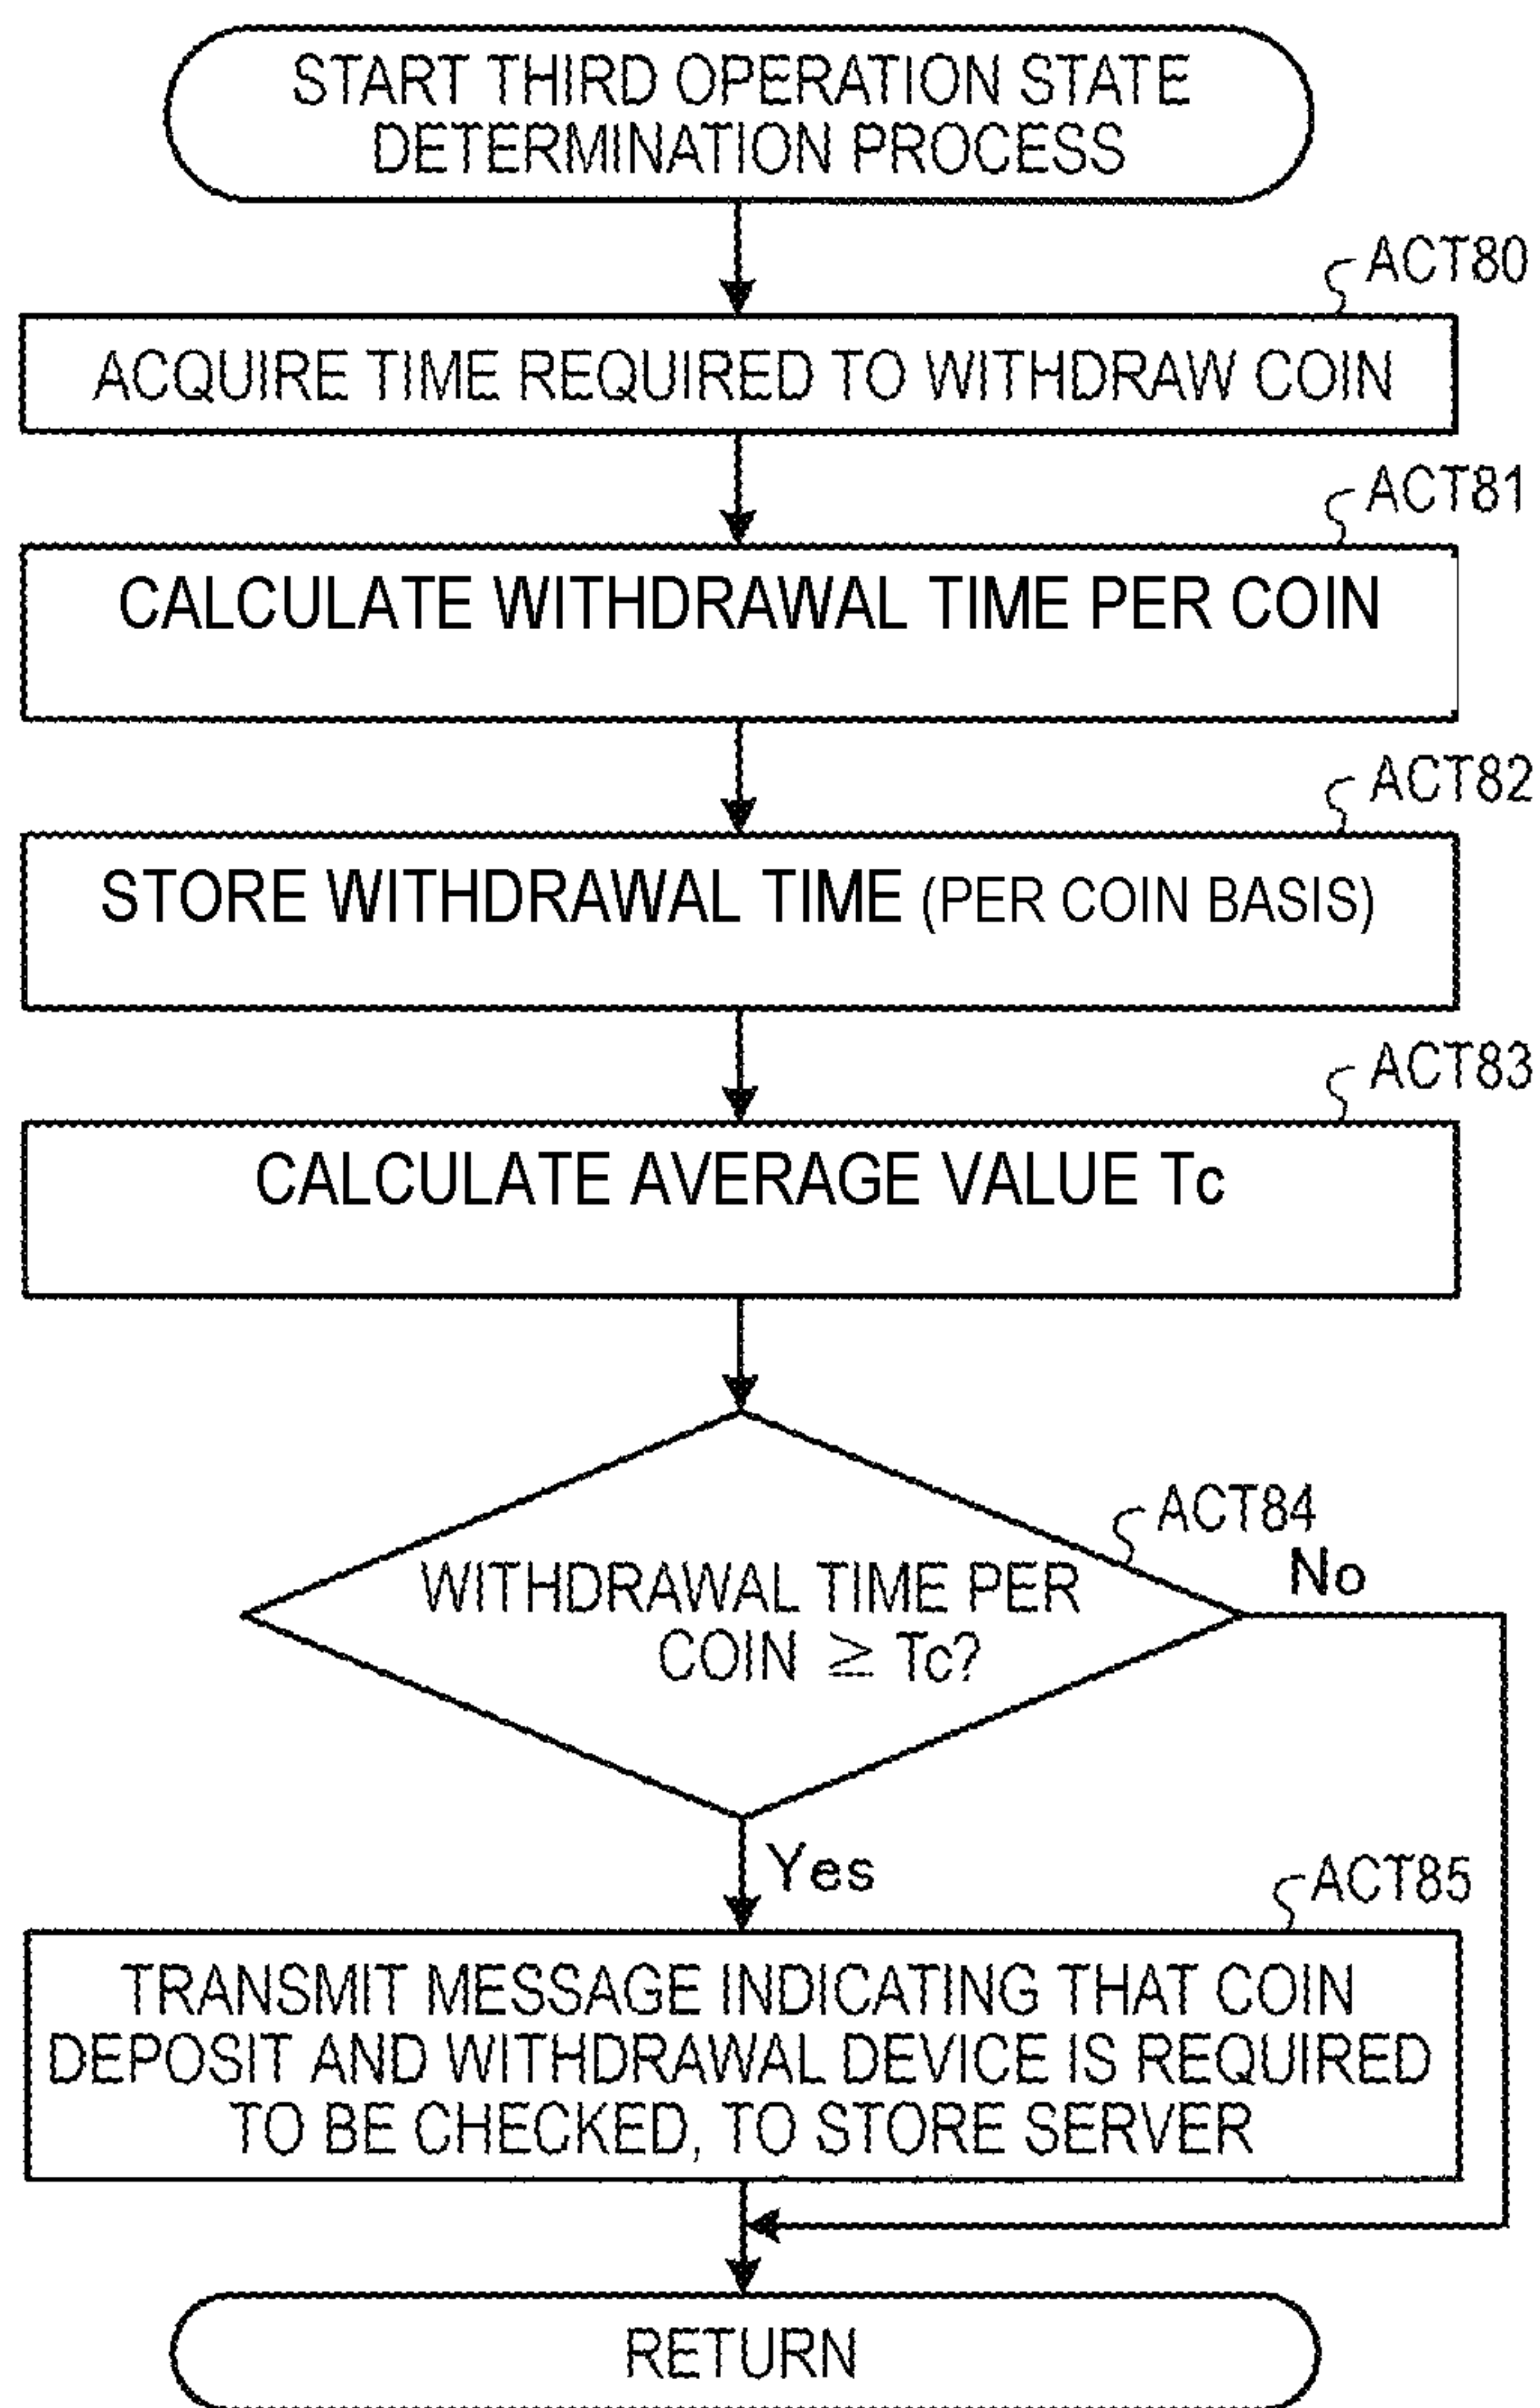 START THIRD OPERATION STATE
DETERMINATION PROCESS
ACT80
ACQUIRE TIME REQUIRED TO WITHDRAW COIN
ACT81
CALCULATE WITHDRAWAL TIME PER COIN
ACT82
STORE WITHDRAWAL TIME (PER COIN BASIS)
ACT83
CALCULATE AVERAGE VALUE Tc
ACT84
No
WITHDRAWAL TIME PER
COIN ≧ Tc?
Yes
ACT85
TRANSMIT MESSAGE INDICATING THAT COIN
DEPOSIT AND WITHDRAWAL DEVICE IS REQUIRED
TO BE CHECKED, TO STORE SERVER
RETURN